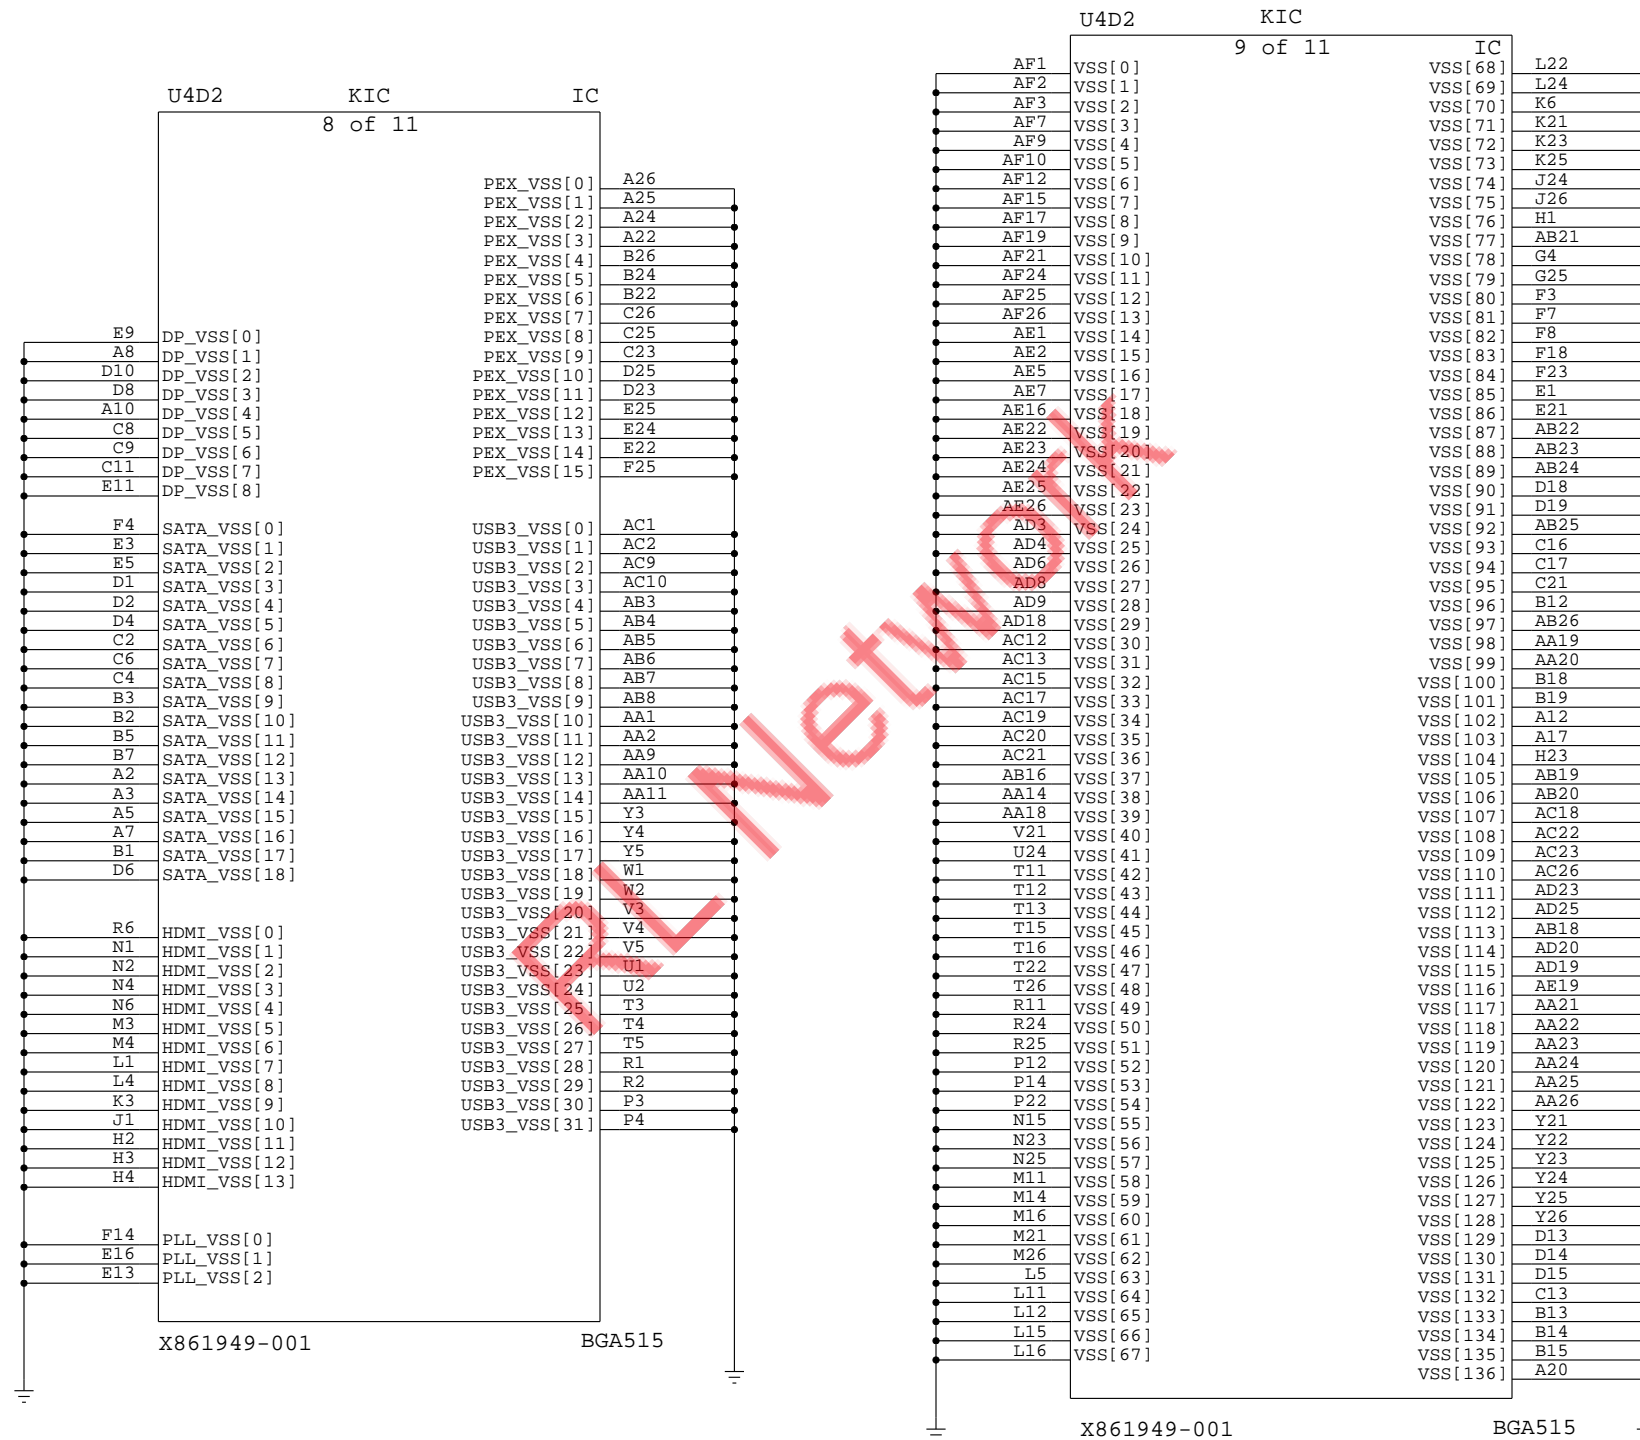 U4D2 KIC IC
8 of 11
PEX_VSS[0] A26
PEX_VSS[1] A25
PEX_VSS[2] A24
PEX_VSS[3] A22
PEX_VSS[4] B26
PEX_VSS[5] B24
PEX_VSS[6] B22
PEX_VSS[7] C26
E9 DP_VSS[0] PEX_VSS[8] C25
A8 DP_VSS[1] PEX_VSS[9] C23
D10 DP_VSS[2] PEX_VSS[10] D25
D8 DP_VSS[3] PEX_VSS[11] D23
A10 DP_VSS[4] PEX_VSS[12] E25
C8 DP_VSS[5] PEX_VSS[13] E24
C9 DP_VSS[6] PEX_VSS[14] E22
C11 DP_VSS[7] PEX_VSS[15] F25
E11 DP_VSS[8]
F4 SATA_VSS[0] USB3_VSS[0] AC1
E3 SATA_VSS[1] USB3_VSS[1] AC2
E5 SATA_VSS[2] USB3_VSS[2] AC9
D1 SATA_VSS[3] USB3_VSS[3] AC10
D2 SATA_VSS[4] USB3_VSS[4] AB3
D4 SATA_VSS[5] USB3_VSS[5] AB4
C2 SATA_VSS[6] USB3_VSS[6] AB5
C6 SATA_VSS[7] USB3_VSS[7] AB6
C4 SATA_VSS[8] USB3_VSS[8] AB7
B3 SATA_VSS[9] USB3_VSS[9] AB8
B2 SATA_VSS[10] USB3_VSS[10] AA1
B5 SATA_VSS[11] USB3_VSS[11] AA2
B7 SATA_VSS[12] USB3_VSS[12] AA9
A2 SATA_VSS[13] USB3_VSS[13] AA10
A3 SATA_VSS[14] USB3_VSS[14] AA11
A5 SATA_VSS[15] USB3_VSS[15] Y3
A7 SATA_VSS[16] USB3_VSS[16] Y4
B1 SATA_VSS[17] USB3_VSS[17] Y5
D6 SATA_VSS[18] USB3_VSS[18] W1
USB3_VSS[19] W2
USB3_VSS[20] V3
R6 HDMI_VSS[0] USB3_VSS[21] V4
N1 HDMI_VSS[1] USB3_VSS[22] V5
N2 HDMI_VSS[2] USB3_VSS[23] U1
N4 HDMI_VSS[3] USB3_VSS[24] U2
N6 HDMI_VSS[4] USB3_VSS[25] T3
M3 HDMI_VSS[5] USB3_VSS[26] T4
M4 HDMI_VSS[6] USB3_VSS[27] T5
L1 HDMI_VSS[7] USB3_VSS[28] R1
L4 HDMI_VSS[8] USB3_VSS[29] R2
K3 HDMI_VSS[9] USB3_VSS[30] P3
J1 HDMI_VSS[10] USB3_VSS[31] P4
H2 HDMI_VSS[11]
H3 HDMI_VSS[12]
H4 HDMI_VSS[13]
F14 PLL_VSS[0]
E16 PLL_VSS[1]
E13 PLL_VSS[2]
X861949-001 BGA515
U4D2 KIC
9 of 11 IC
AF1 VSS[0] VSS[68] L22
AF2 VSS[1] VSS[69] L24
AF3 VSS[2] VSS[70] K6
AF7 VSS[3] VSS[71] K21
AF9 VSS[4] VSS[72] K23
AF10 VSS[5] VSS[73] K25
AF12 VSS[6] VSS[74] J24
AF15 VSS[7] VSS[75] J26
AF17 VSS[8] VSS[76] H1
AF19 VSS[9] VSS[77] AB21
AF21 VSS[10] VSS[78] G4
AF24 VSS[11] VSS[79] G25
AF25 VSS[12] VSS[80] F3
AF26 VSS[13] VSS[81] F7
AE1 VSS[14] VSS[82] F8
AE2 VSS[15] VSS[83] F18
AE5 VSS[16] VSS[84] F23
AE7 VSS[17] VSS[85] E1
AE16 VSS[18] VSS[86] E21
AE22 VSS[19] VSS[87] AB22
AE23 VSS[20] VSS[88] AB23
AE24 VSS[21] VSS[89] AB24
AE25 VSS[22] VSS[90] D18
AE26 VSS[23] VSS[91] D19
AD3 VSS[24] VSS[92] AB25
AD4 VSS[25] VSS[93] C16
AD6 VSS[26] VSS[94] C17
AD8 VSS[27] VSS[95] C21
AD9 VSS[28] VSS[96] B12
AD18 VSS[29] VSS[97] AB26
AC12 VSS[30] VSS[98] AA19
AC13 VSS[31] VSS[99] AA20
AC15 VSS[32] VSS[100] B18
AC17 VSS[33] VSS[101] B19
AC19 VSS[34] VSS[102] A12
AC20 VSS[35] VSS[103] A17
AC21 VSS[36] VSS[104] H23
AB16 VSS[37] VSS[105] AB19
AA14 VSS[38] VSS[106] AB20
AA18 VSS[39] VSS[107] AC18
V21 VSS[40] VSS[108] AC22
U24 VSS[41] VSS[109] AC23
T11 VSS[42] VSS[110] AC26
T12 VSS[43] VSS[111] AD23
T13 VSS[44] VSS[112] AD25
T15 VSS[45] VSS[113] AB18
T16 VSS[46] VSS[114] AD20
T22 VSS[47] VSS[115] AD19
T26 VSS[48] VSS[116] AE19
R11 VSS[49] VSS[117] AA21
R24 VSS[50] VSS[118] AA22
R25 VSS[51] VSS[119] AA23
P12 VSS[52] VSS[120] AA24
P14 VSS[53] VSS[121] AA25
P22 VSS[54] VSS[122] AA26
N15 VSS[55] VSS[123] Y21
N23 VSS[56] VSS[124] Y22
N25 VSS[57] VSS[125] Y23
M11 VSS[58] VSS[126] Y24
M14 VSS[59] VSS[127] Y25
M16 VSS[60] VSS[128] Y26
M21 VSS[61] VSS[129] D13
M26 VSS[62] VSS[130] D14
L5 VSS[63] VSS[131] D15
L11 VSS[64] VSS[132] C13
L12 VSS[65] VSS[133] B13
L15 VSS[66] VSS[134] B14
L16 VSS[67] VSS[135] B15
VSS[136] A20
X861949-001 BGA515
RL Network